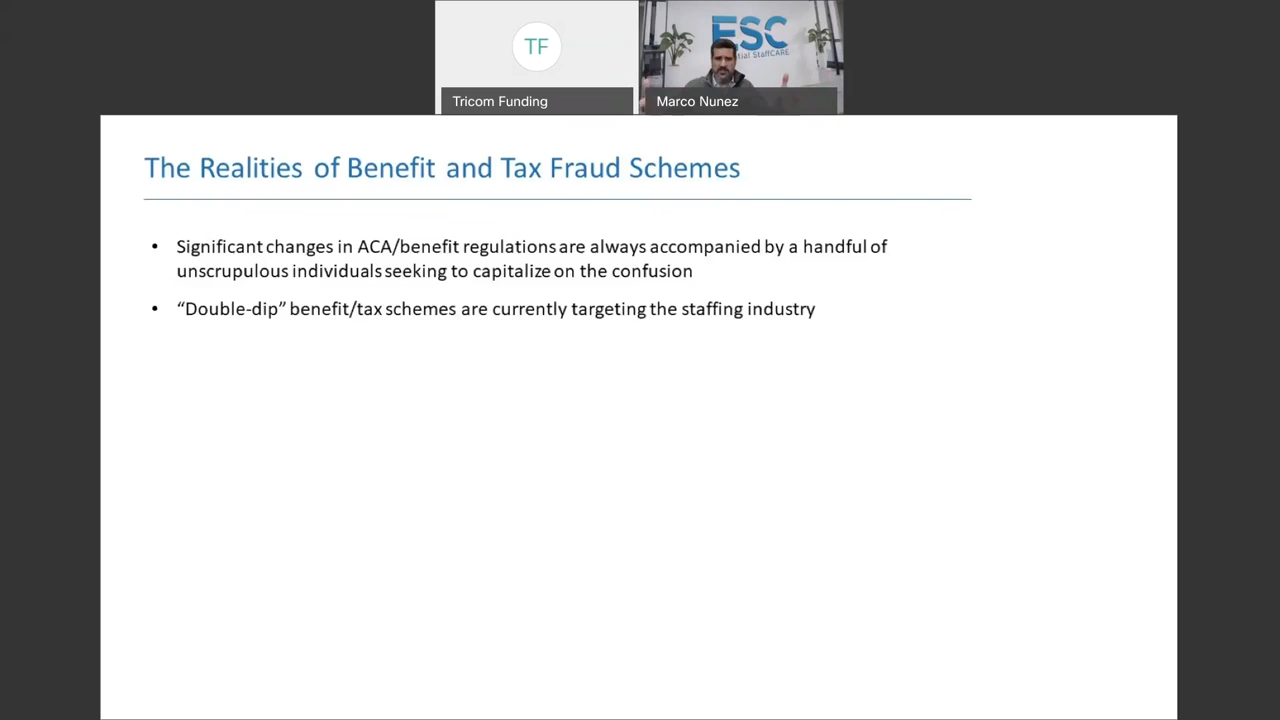 TF
Tricom Funding
ESC
tial StaffCARE
Marco Nunez
The Realities of Benefit and Tax Fraud Schemes
• Significant changes in ACA/benefit regulations are always accompanied by a handful of
unscrupulous individuals seeking to capitalize on the confusion
• “Double-dip” benefit/tax schemes are currently targeting the staffing industry